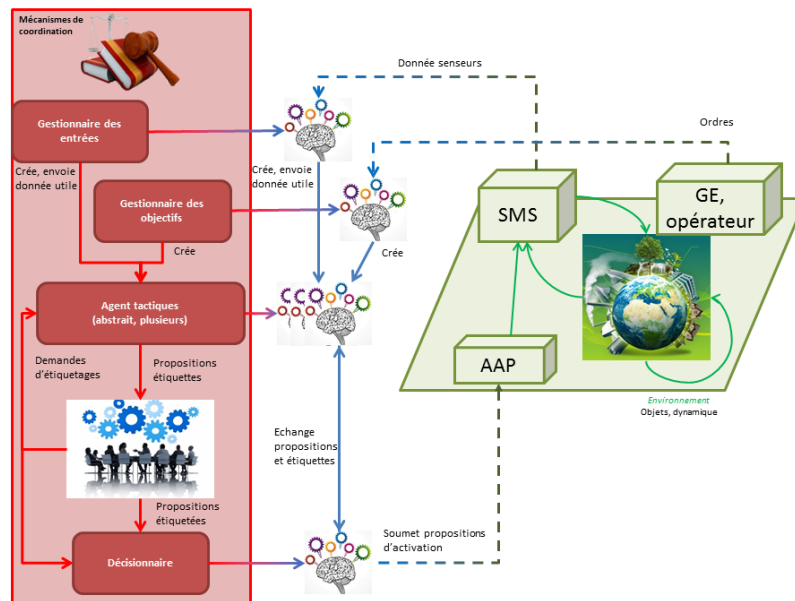 Mécanismes de
coordination
Donnée senseurs
Gestionnaire des
entrées
Ordres
Crée, envoie
donnée utile
Crée, envoie
donnée utile
Gestionnaire des
objectifs
SMS
GE,
opérateur
Crée
Crée
Agent tactiques
(abstrait, plusieurs)
Demandes
d'étiquetages
Propositions
étiquettes
AAP
Environnement
Objets, dynamique
Echange
propositions
et étiquettes
Propositions
étiquetées
Soumet propositions
d'activation
Décisionnaire